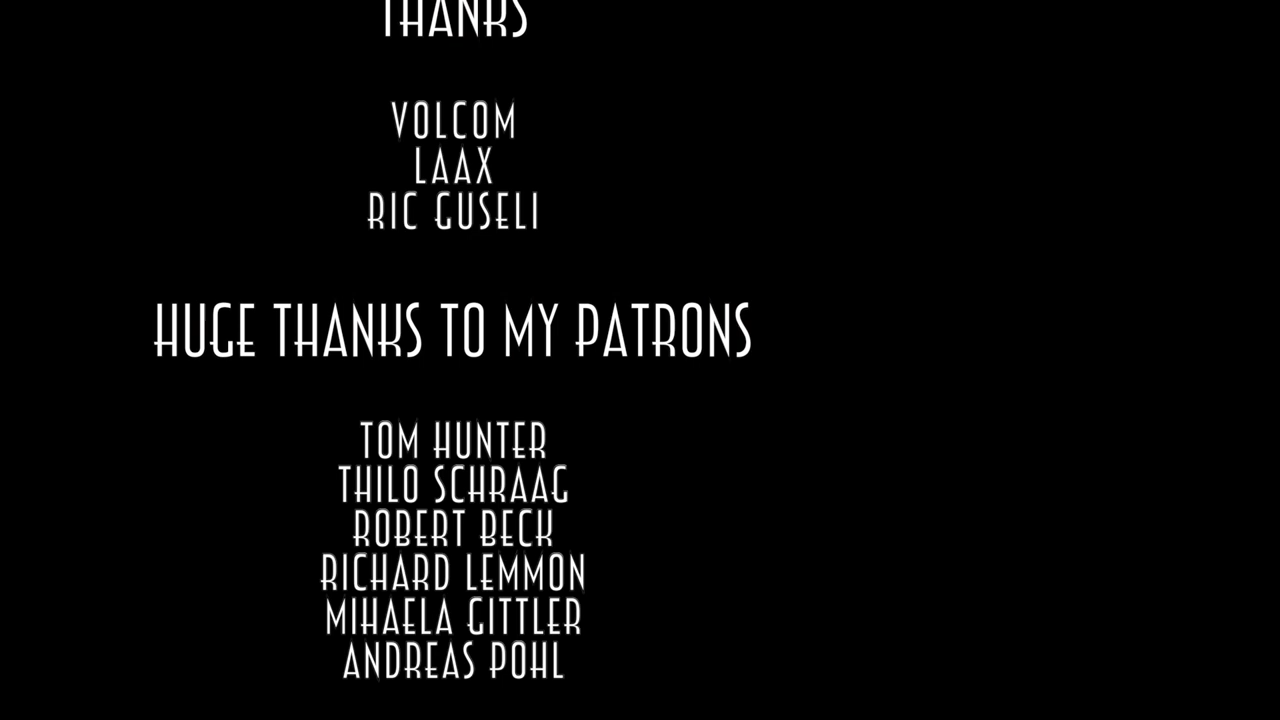 THANKS
VOLCOM
LAAX
RIC GUSELI
HUGE THANKS TO MY PATRONS
TOM HUNTER
THILO SCHRAAG
ROBERT BECK
RICHARD LEMMON
MIHAELA GITTLER
ANDREAS POHL